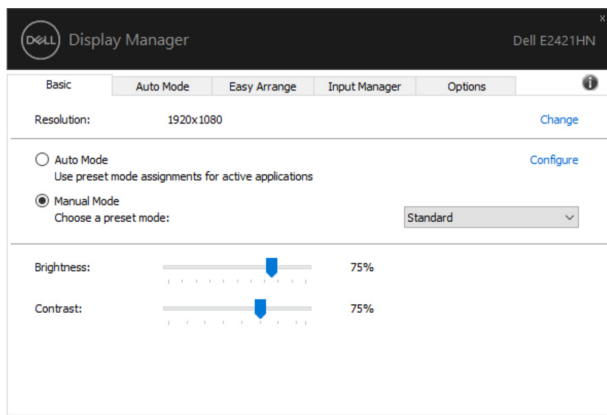 x
DELL Display Manager
Dell E2421HN
Basic Auto Mode Easy Arrange Input Manager Options
Resolution: 1920x1080 Change
Auto Mode Configure
Use preset mode assignments for active applications
Manual Mode
Choose a preset mode: Standard
Brightness: 75%
Contrast: 75%